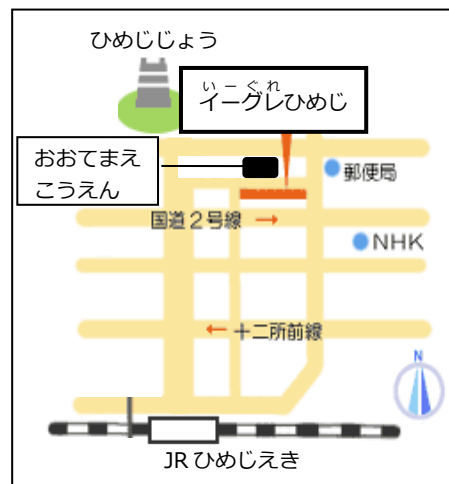 ひめじじょう
いーぐれ
イーグレひめじ
おおてまえ
こうえん
郵便局
国道２号線 →
NHK
← 十二所前線
N
JR ひめじえき